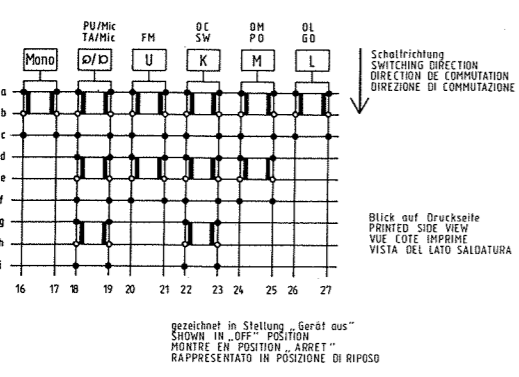 PU/Mic OC OM OL
TA/Mic FM SW PO GO
Mono U K M L
Schaltrichtung
SWITCHING DIRECTION
DIRECTION DE COMMUTATION
DIREZIONE DI COMMUTAZIONE
a
b
c
d
e
f
g
h
i
16 17 18 19 20 21 22 23 24 25 26 27
Blick auf Druckseite
PRINTED SIDE VIEW
VUE COTE IMPRIME
VISTA DEL LATO SALDATURA
gezeichnet in Stellung „Gerät aus"
SHOWN IN „OFF" POSITION
MONTRE EN POSITION „ARRET"
RAPPRESENTATO IN POSIZIONE DI RIPOSO